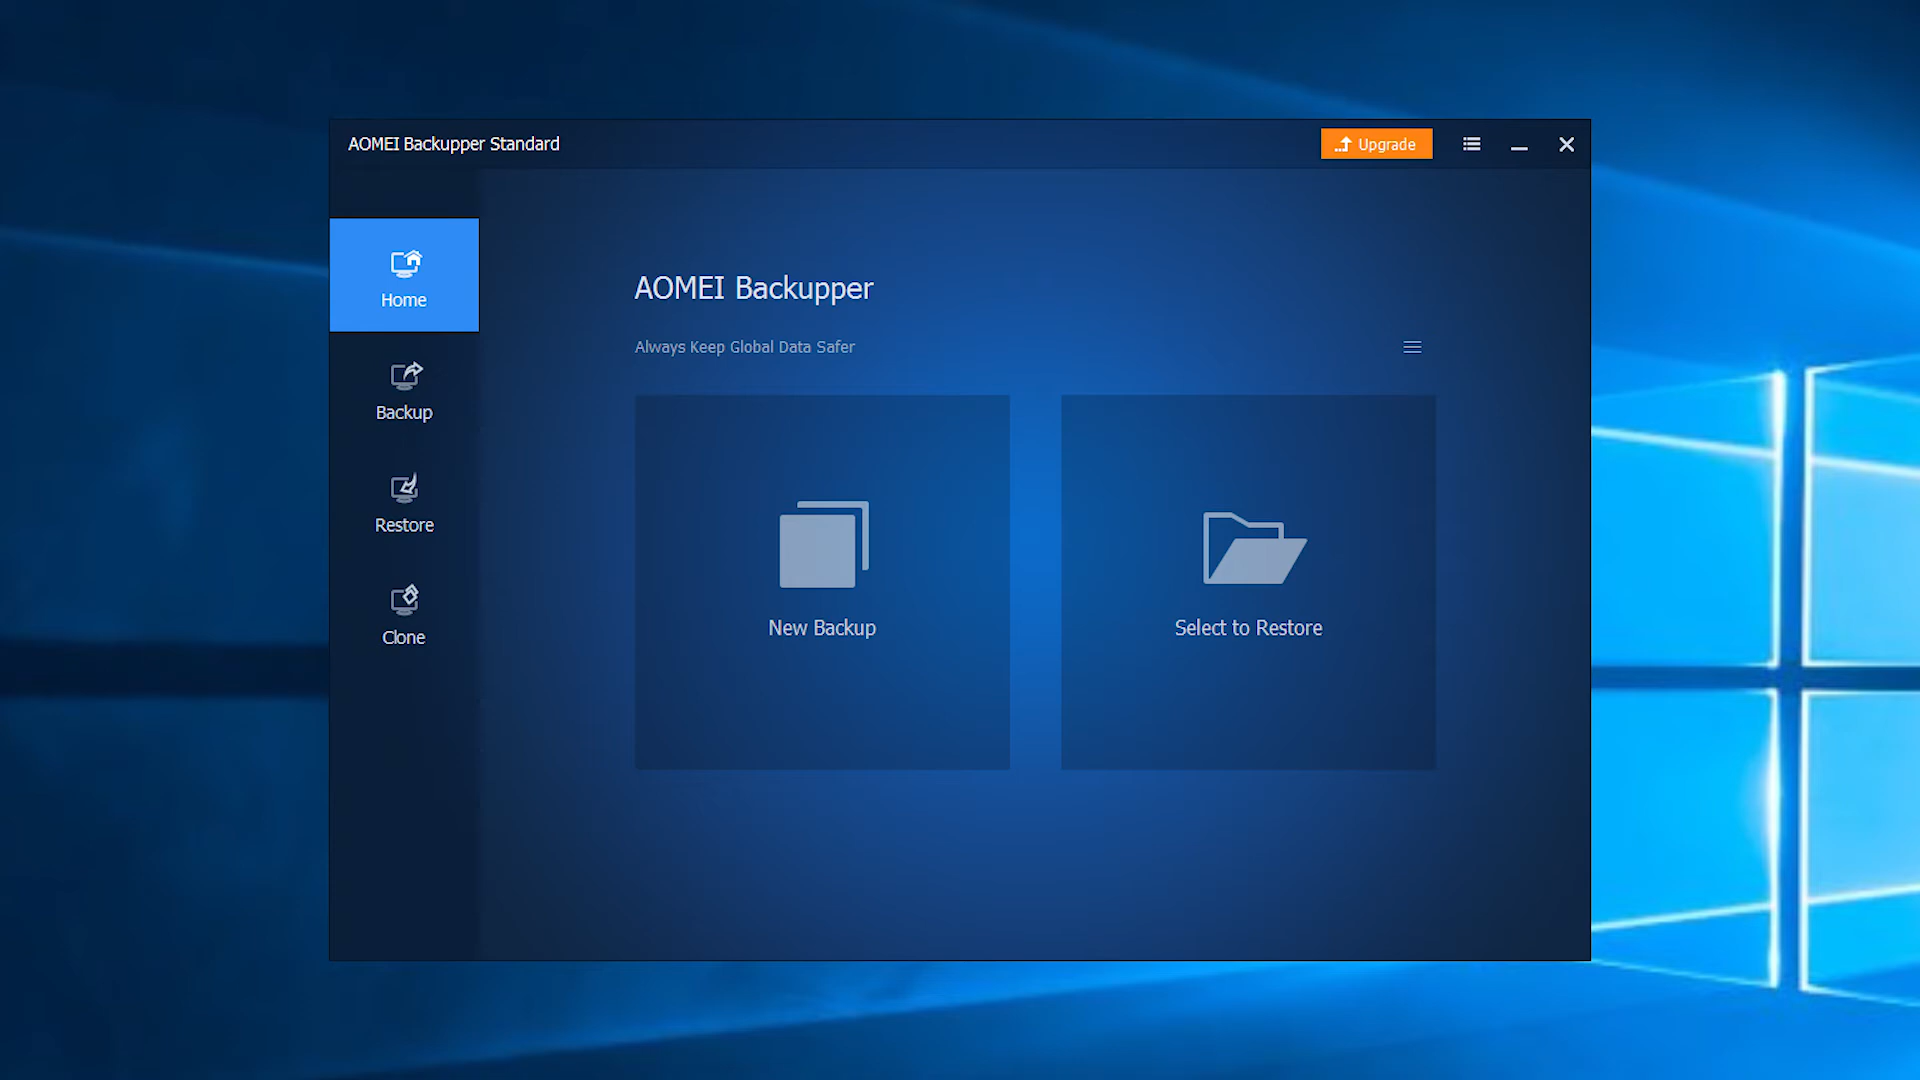 AOMEI Backupper Standard
Upgrade
Home
Backup
Restore
Clone
AOMEI Backupper
Always Keep Global Data Safer
New Backup
Select to Restore